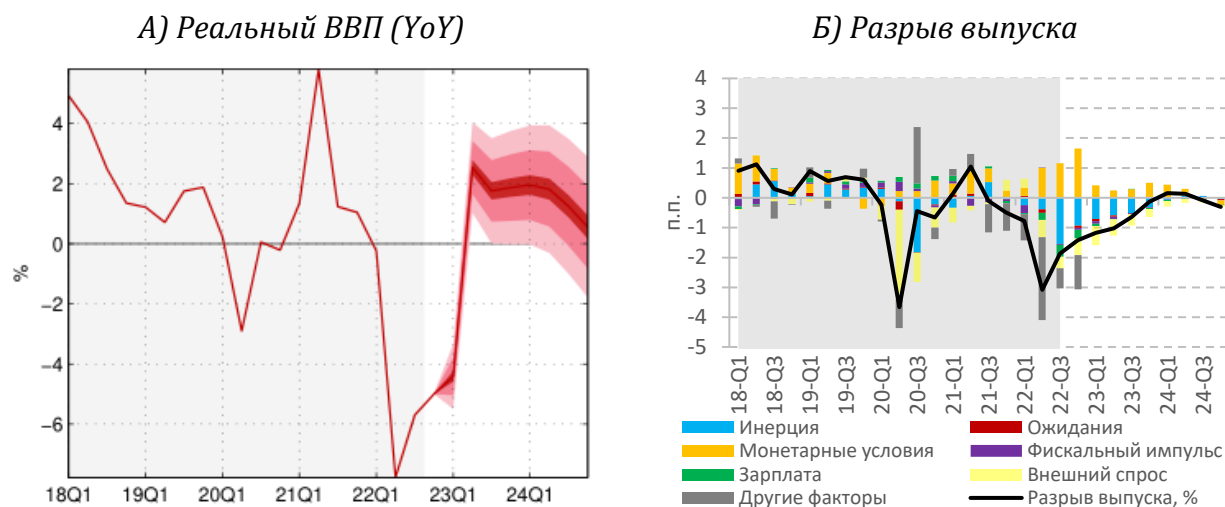 А) Реальный ВВП (YoY)
4
2
0
−2
−4
−6
%
18Q1 19Q1 20Q1 21Q1 22Q1 23Q1 24Q1
Б) Разрыв выпуска
4
3
2
1
0
-1
-2
-3
-4
-5
п.п.
18-Q1 18-Q3 19-Q1 19-Q3 20-Q1 20-Q3 21-Q1 21-Q3 22-Q1 22-Q3 23-Q1 23-Q3 24-Q1 24-Q3
Инерция Ожидания
Монетарные условия Фискальный импульс
Зарплата Внешний спрос
Другие факторы Разрыв выпуска, %